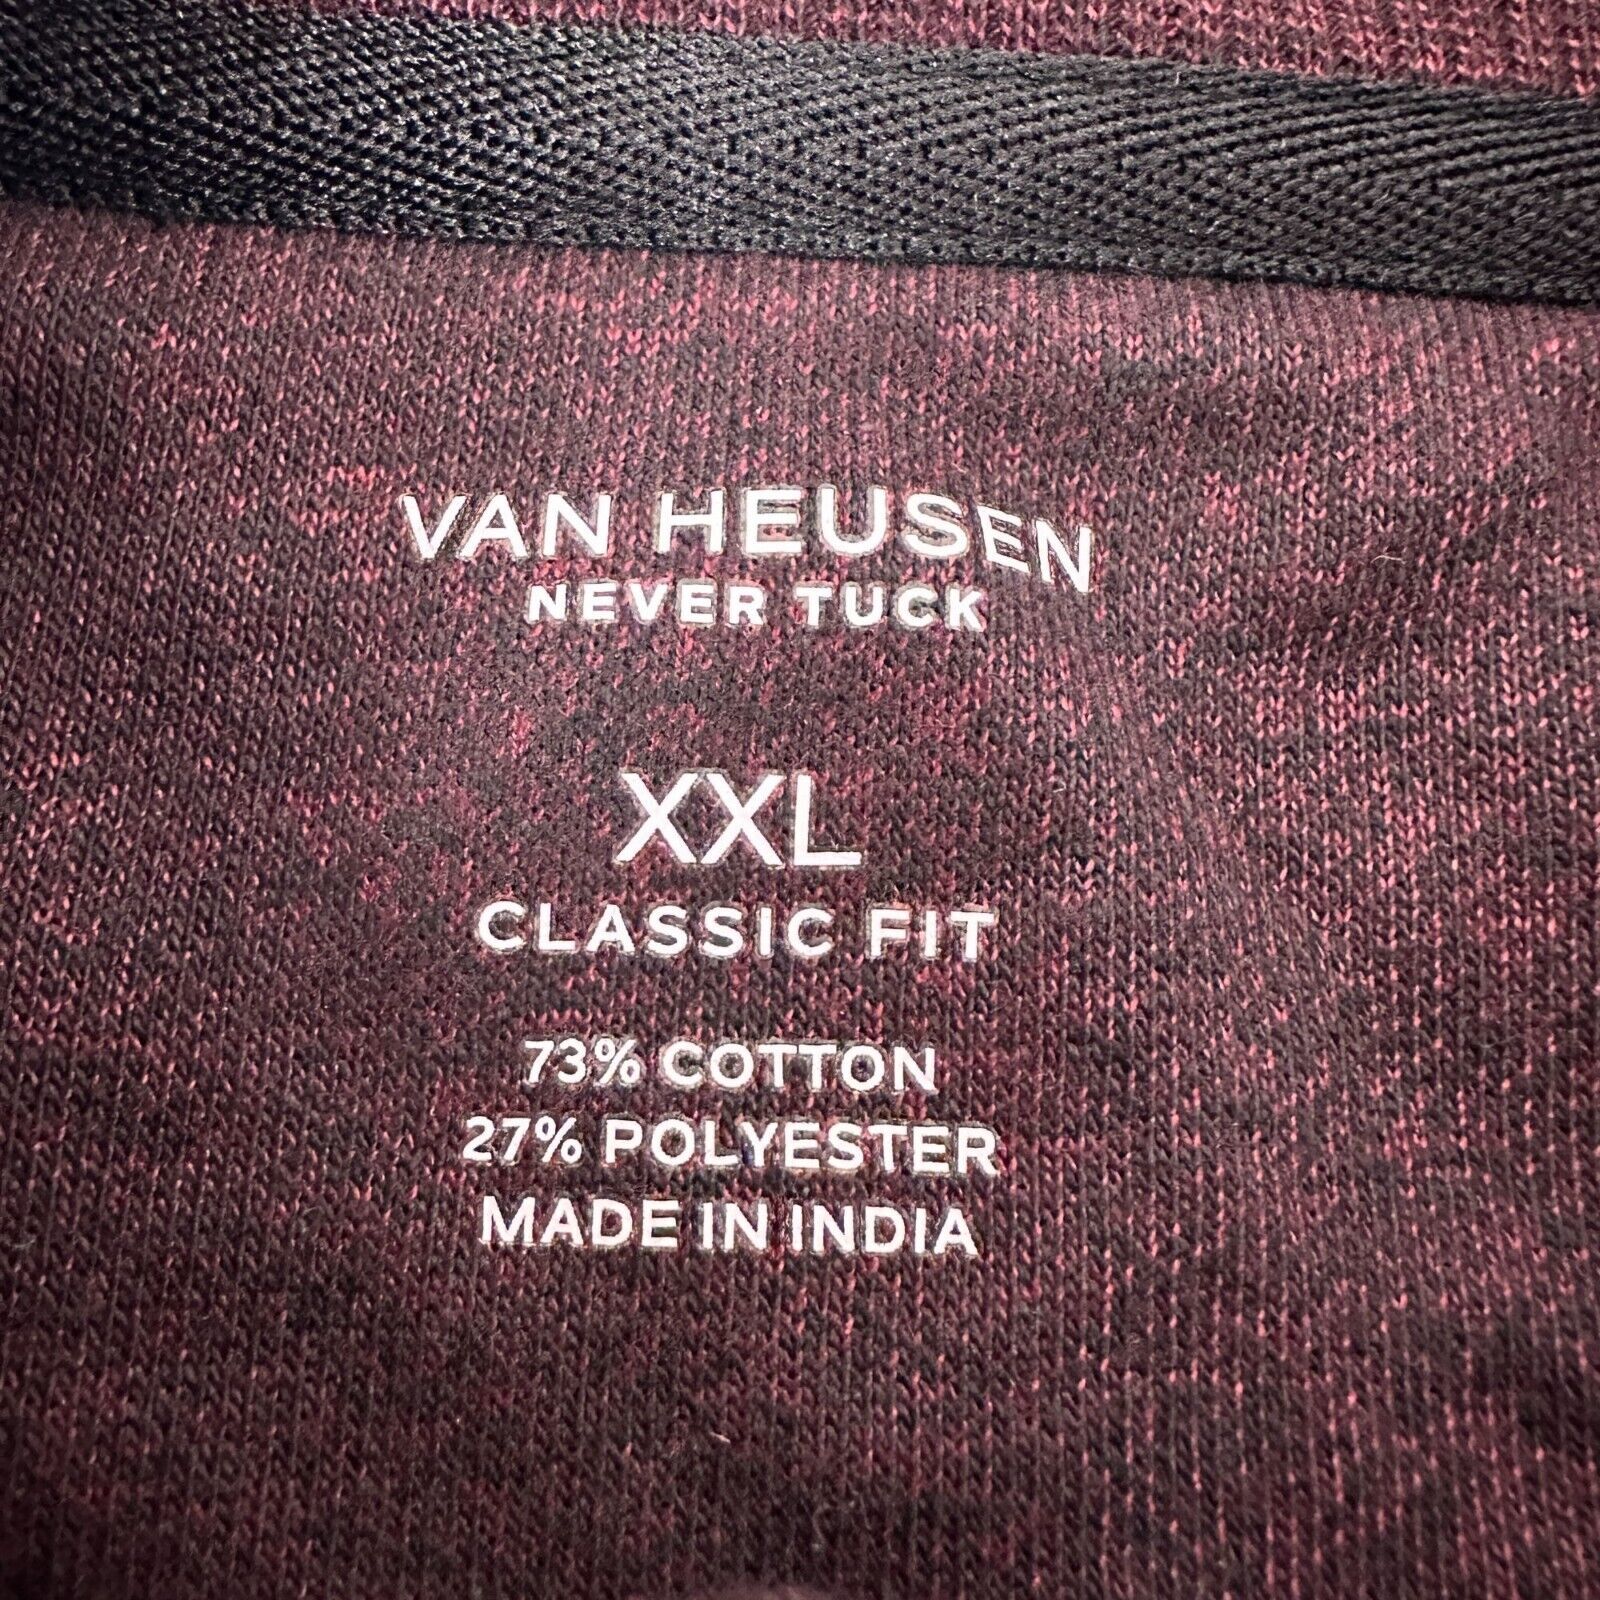 VAN HEUSEN
NEVER TUCK
XXL
CLASSIC FIT
73% COTTON
27% POLYESTER
MADE IN INDIA